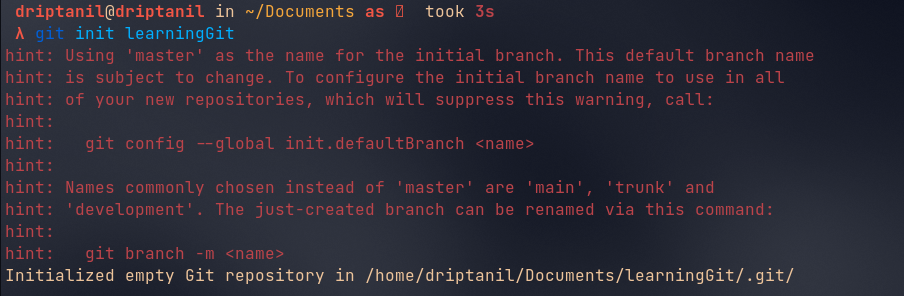 driptanil@driptanil in ~/Documents as took 3s
λ git init learningGit
hint: Using 'master' as the name for the initial branch. This default branch name
hint: is subject to change. To configure the initial branch name to use in all
hint: of your new repositories, which will suppress this warning, call:
hint:
hint:   git config --global init.defaultBranch <name>
hint:
hint: Names commonly chosen instead of 'master' are 'main', 'trunk' and
hint: 'development'. The just-created branch can be renamed via this command:
hint:
hint:   git branch -m <name>
Initialized empty Git repository in /home/driptanil/Documents/learningGit/.git/